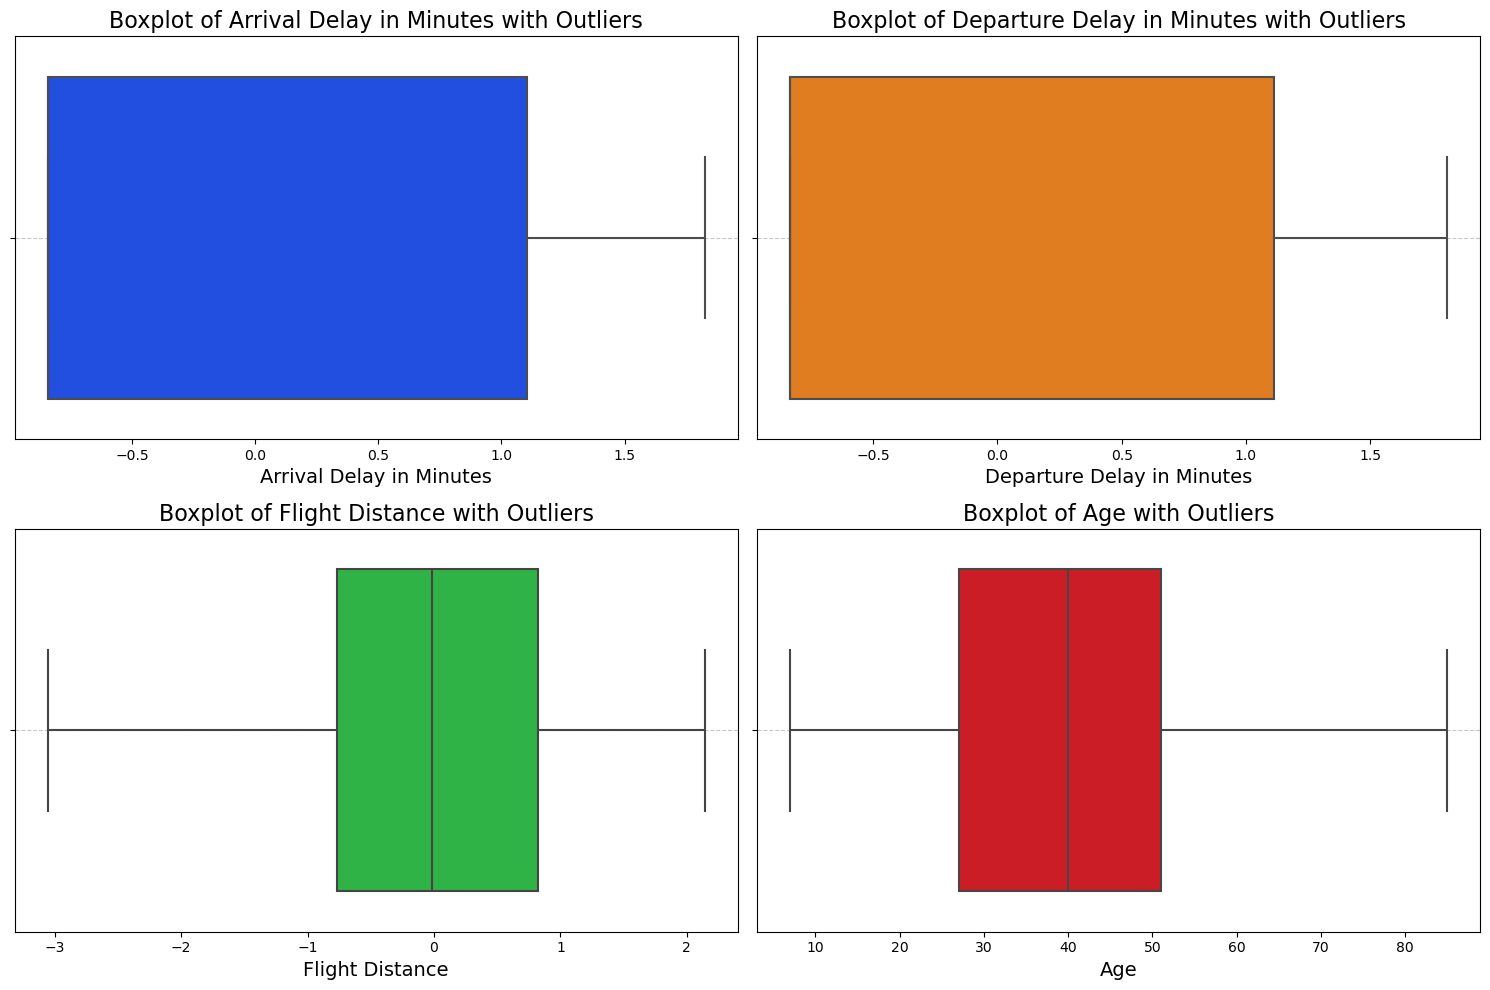 Boxplot of Arrival Delay in Minutes with Outliers
−0.5 0.0 0.5 1.0 1.5
Arrival Delay in Minutes
Boxplot of Departure Delay in Minutes with Outliers
−0.5 0.0 0.5 1.0 1.5
Departure Delay in Minutes
Boxplot of Flight Distance with Outliers
−3 −2 −1 0 1 2
Flight Distance
Boxplot of Age with Outliers
10 20 30 40 50 60 70 80
Age